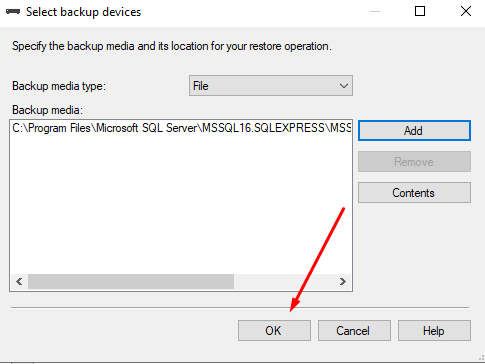 Select backup devices
Specify the backup media and its location for your restore operation.
Backup media type:
File
Backup media:
C:\Program Files\Microsoft SQL Server\MSSQL16.SQLEXPRESS\MSS
Add
Remove
Contents
OK
Cancel
Help